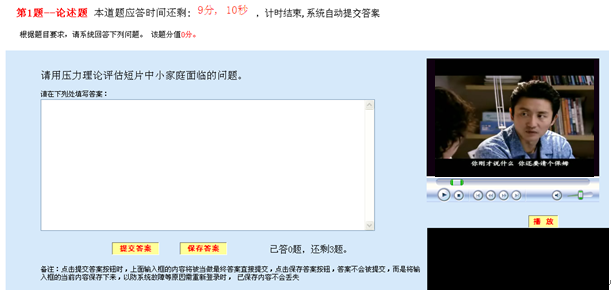 第1题--论述题 本道题应答时间还剩: 9分, 10秒 ，计时结束,系统自动提交答案
根据题目要求，请系统回答下列问题。 该题分值0分。
请用压力理论评估短片中小家庭面临的问题。
请在下列处填写答案：
你刚才说什么 你还要请个保姆
播 放
提交答案 保存答案 己答0题，还剩3题。
备注：点击提交答案按钮时，上面输入框的内容将被当做最终答案直接提交，点击保存答案按钮，答案不会被提交，而是将输
入框的当前内容保存下来，以防系统故障等原因需重新登录时， 已保存内容不会丢失